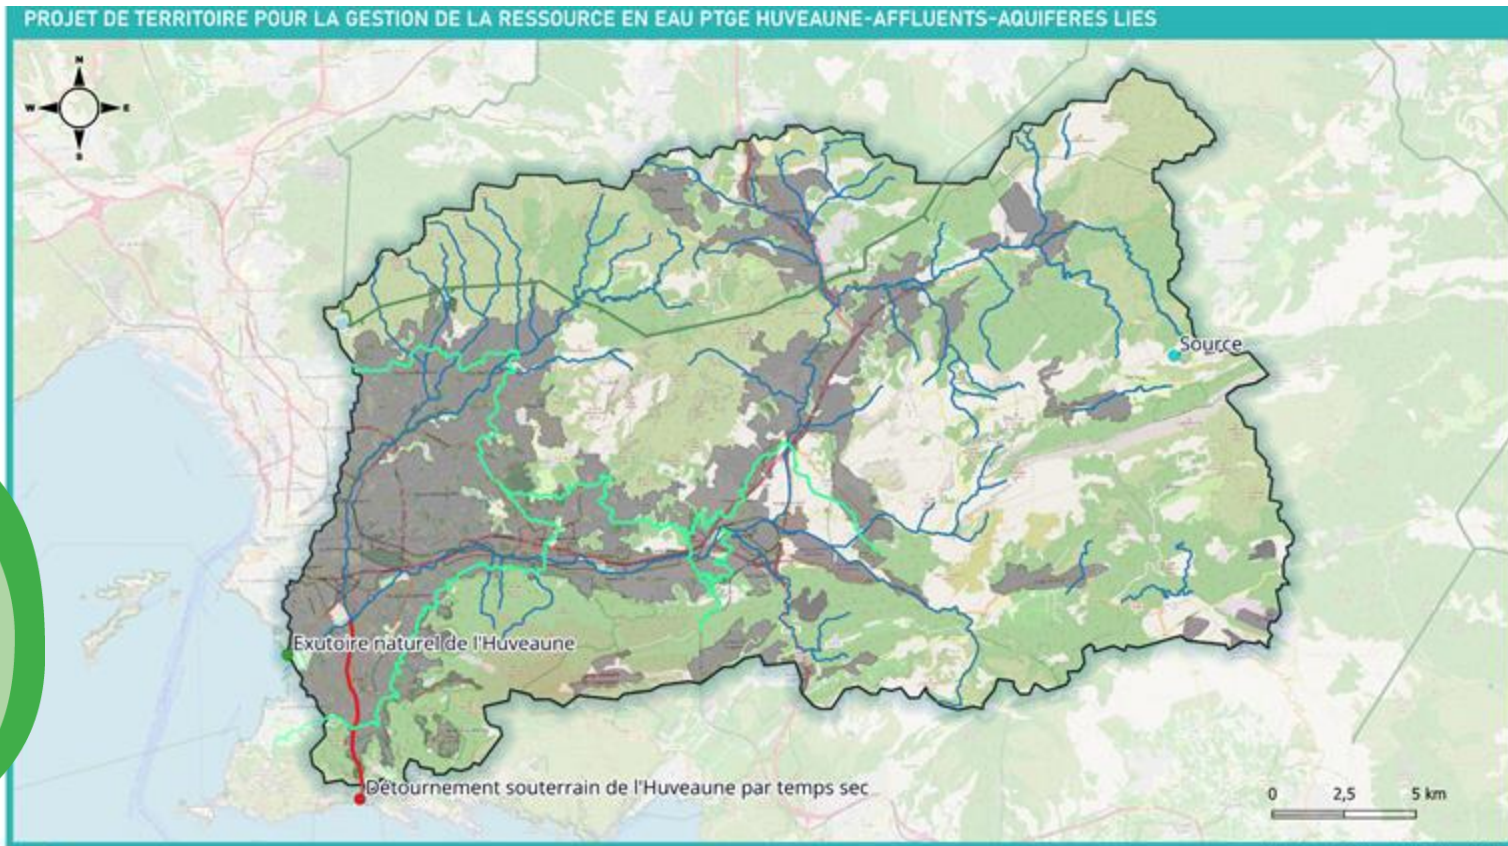 PROJET DE TERRITOIRE POUR LA GESTION DE LA RESSOURCE EN EAU PTGE HUVEAUNE-AFFLUENTS-AQUIFERES LIES
N
W E
S
Source
Exutoire naturel de l'Huveaune
Détournement souterrain de l'Huveaune par temps sec
0 2,5 5 km